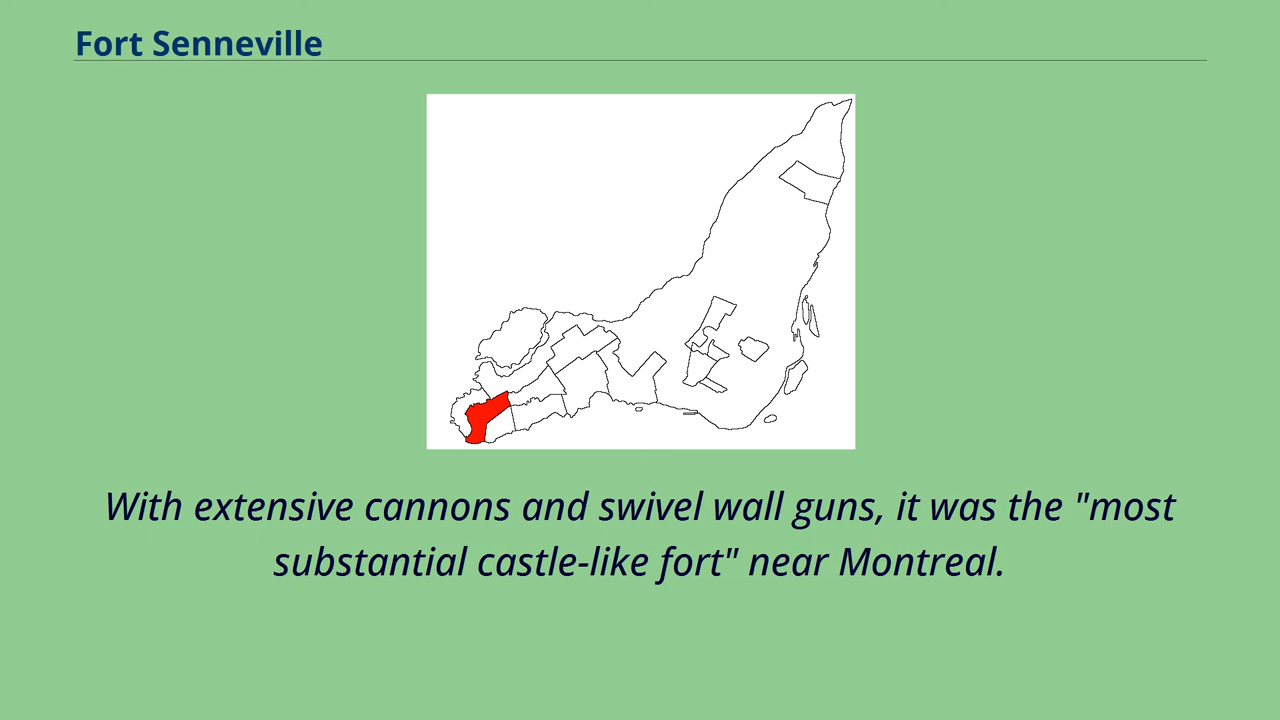 Fort Senneville
With extensive cannons and swivel wall guns, it was the "most
substantial castle-like fort" near Montreal.